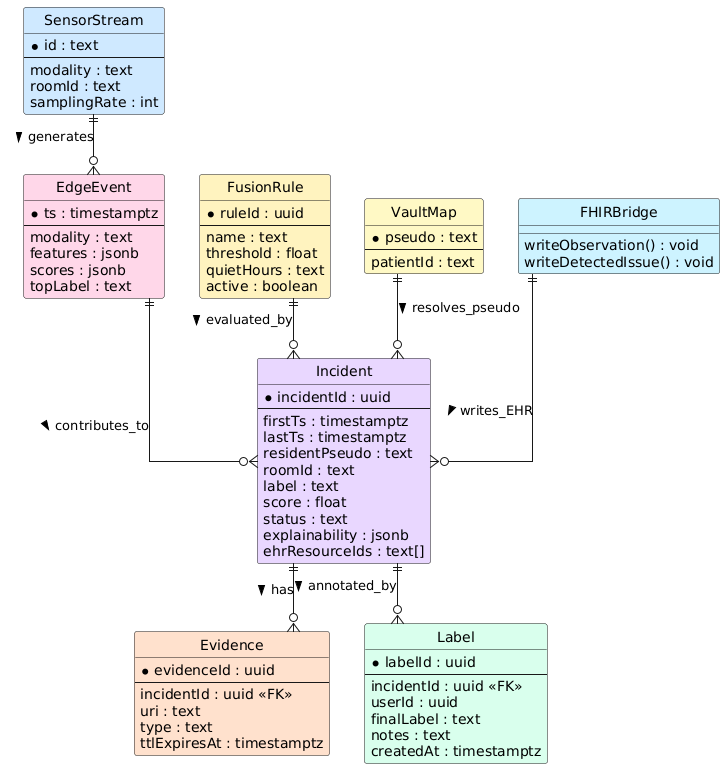 SensorStream
id : text
modality : text
roomId : text
samplingRate : int
generates
EdgeEvent
ts : timestamptz
modality : text
features : jsonb
scores : jsonb
topLabel : text
FusionRule
ruleId : uuid
name : text
threshold : float
quietHours : text
active : boolean
VaultMap
pseudo : text
patientId : text
FHIRBridge
writeObservation() : void
writeDetectedIssue() : void
evaluated_by
resolves_pseudo
contributes_to
writes_EHR
Incident
incidentId : uuid
firstTs : timestamptz
lastTs : timestamptz
residentPseudo : text
roomId : text
label : text
score : float
status : text
explainability : jsonb
ehrResourceIds : text[]
has
annotated_by
Evidence
evidenceId : uuid
incidentId : uuid «FK»
uri : text
type : text
ttlExpiresAt : timestamptz
Label
labelId : uuid
incidentId : uuid «FK»
userId : uuid
finalLabel : text
notes : text
createdAt : timestamptz